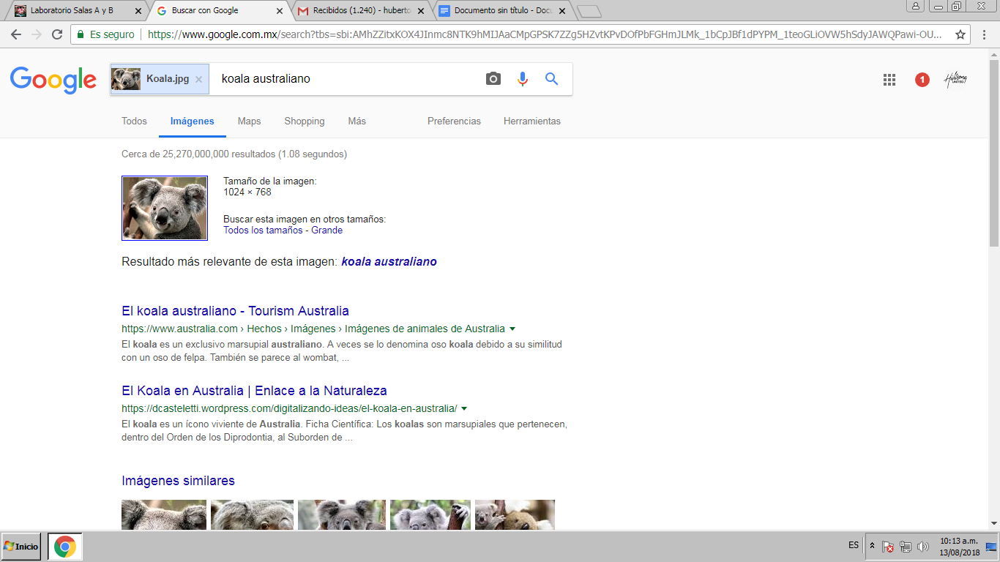 Laboratorio Salas A y B
Buscar con Google
Recibidos (1.240) - huberto
Documento sin título - Docu
Es seguro
https://www.google.com.mx/search?tbs=sbi:AMhZZitxKOX4JInmc8NTK9hMIJAaCMpGPSK7ZZg5HZvtKPvDOfPbFGHmJLMk_1bCpJBf1dPYPM_1teoGLiOVW5hSdyJAWQPawi-OU...
Google
Koala.jpg
koala australiano
1
Hillsong
UNITED
Todos
Imágenes
Maps
Shopping
Más
Preferencias
Herramientas
Cerca de 25,270,000,000 resultados (1.08 segundos)
Tamaño de la imagen:
1024 × 768
Buscar esta imagen en otros tamaños:
Todos los tamaños - Grande
Resultado más relevante de esta imagen: koala australiano
El koala australiano - Tourism Australia
https://www.australia.com › Hechos › Imágenes › Imágenes de animales de Australia
El koala es un exclusivo marsupial australiano. A veces se lo denomina oso koala debido a su similitud
con un oso de felpa. También se parece al wombat, ...
El Koala en Australia | Enlace a la Naturaleza
https://dcasteletti.wordpress.com/digitalizando-ideas/el-koala-en-australia/
El koala es un ícono viviente de Australia. Ficha Científica: Los koalas son marsupiales que pertenecen,
dentro del Orden de los Diprodontia, al Suborden de ...
Imágenes similares
Inicio
ES
10:13 a.m.
13/08/2018